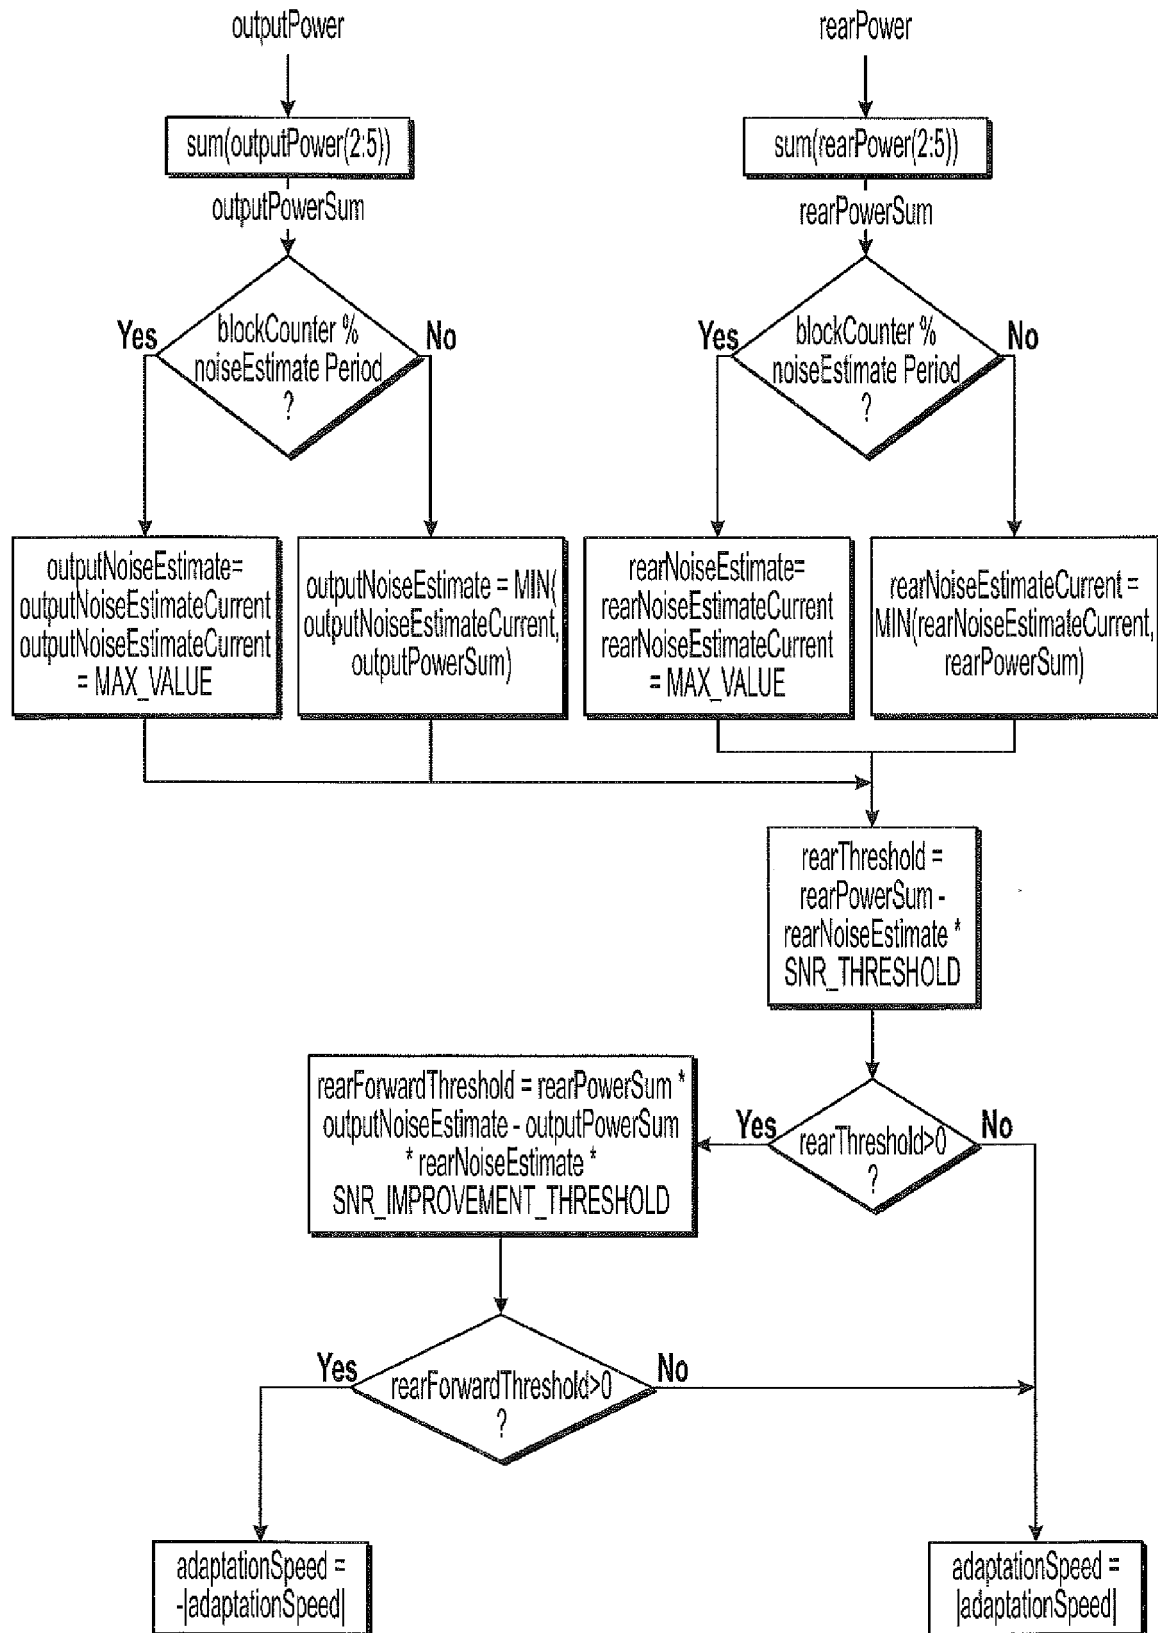 outputPower
rearPower
sum(outputPower(2:5))
sum(rearPower(2:5))
outputPowerSum
rearPowerSum
Yes
blockCounter %
noiseEstimate Period
?
No
Yes
blockCounter %
noiseEstimate Period
?
No
outputNoiseEstimate=
outputNoiseEstimateCurrent
outputNoiseEstimateCurrent
= MAX_VALUE
outputNoiseEstimate = MIN(
outputNoiseEstimateCurrent,
outputPowerSum)
rearNoiseEstimate=
rearNoiseEstimateCurrent
rearNoiseEstimateCurrent
= MAX_VALUE
rearNoiseEstimateCurrent =
MIN(rearNoiseEstimateCurrent,
rearPowerSum)
rearThreshold =
rearPowerSum -
rearNoiseEstimate *
SNR_THRESHOLD
rearForwardThreshold = rearPowerSum *
outputNoiseEstimate - outputPowerSum
* rearNoiseEstimate *
SNR_IMPROVEMENT_THRESHOLD
Yes
rearThreshold>0
?
No
Yes
rearForwardThreshold>0
?
No
adaptationSpeed =
-|adaptationSpeed|
adaptationSpeed =
|adaptationSpeed|